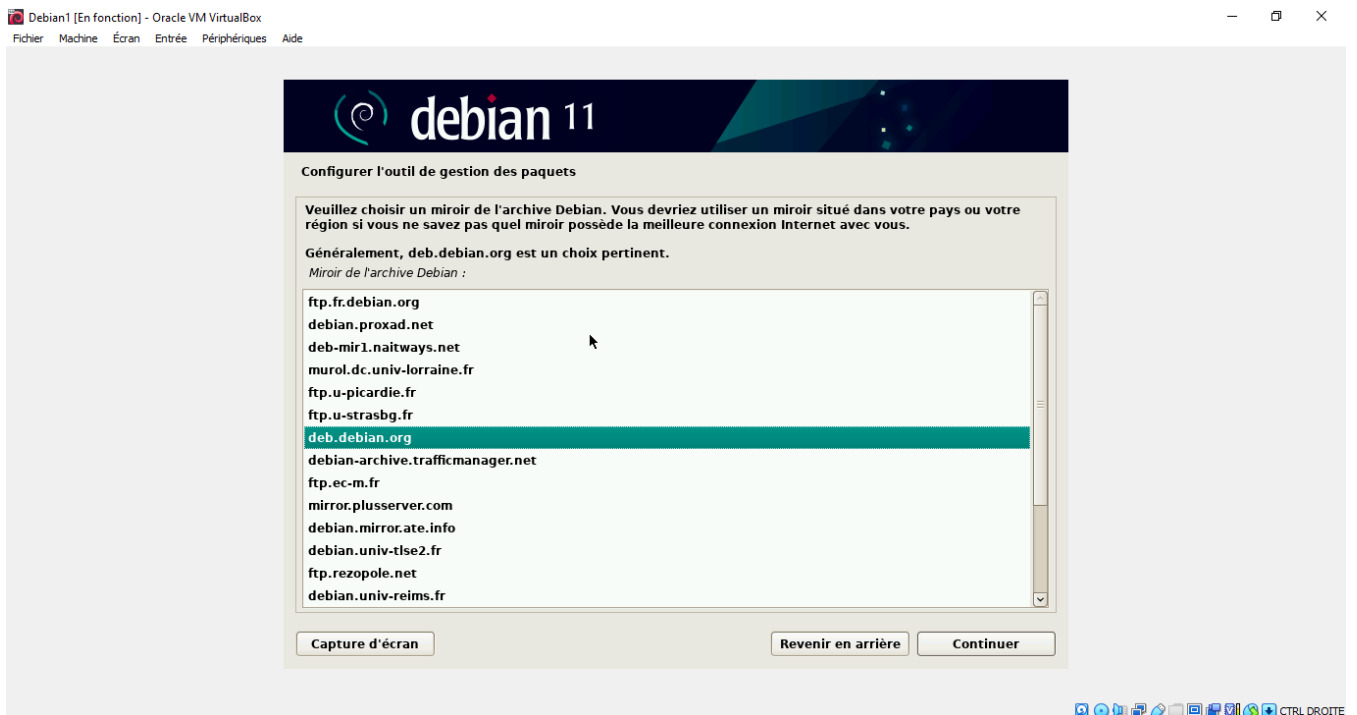 Debian1 [En fonction] - Oracle VM VirtualBox
Fichier Machine Écran Entrée Périphériques Aide
debian 11
Configurer l'outil de gestion des paquets
Veuillez choisir un miroir de l'archive Debian. Vous devriez utiliser un miroir situé dans votre pays ou votre
région si vous ne savez pas quel miroir possède la meilleure connexion Internet avec vous.
Généralement, deb.debian.org est un choix pertinent.
Miroir de l'archive Debian :
ftp.fr.debian.org
debian.proxad.net
deb-mir1.naitways.net
murol.dc.univ-lorraine.fr
ftp.u-picardie.fr
ftp.u-strasbg.fr
deb.debian.org
debian-archive.trafficmanager.net
ftp.ec-m.fr
mirror.plusserver.com
debian.mirror.ate.info
debian.univ-tlse2.fr
ftp.rezopole.net
debian.univ-reims.fr
Capture d'écran Revenir en arrière Continuer
CTRL DROITE